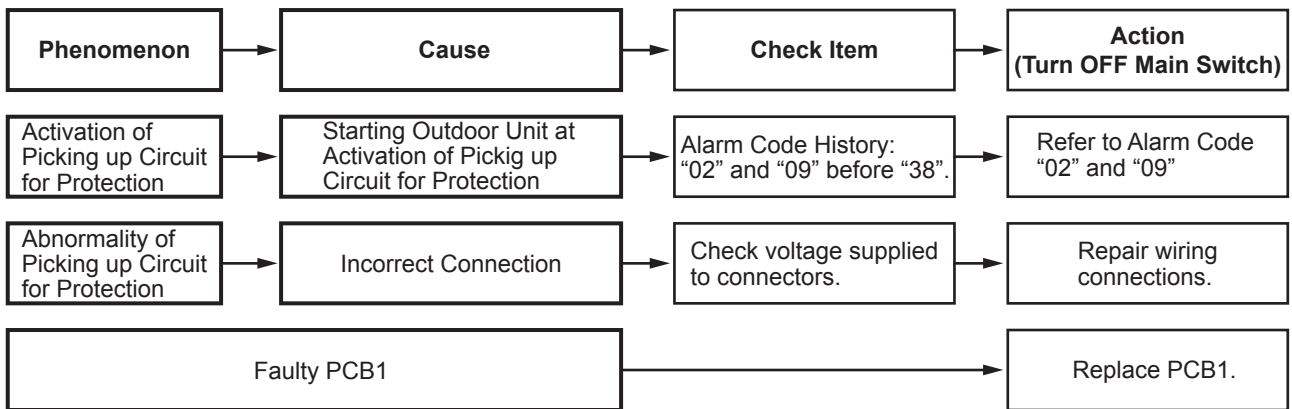 Phenomenon
Cause
Check Item
Action
(Turn OFF Main Switch)
Activation of
Picking up Circuit
for Protection
Starting Outdoor Unit at
Activation of Pickig up
Circuit for Protection
Alarm Code History:
“02” and “09” before “38”.
Refer to Alarm Code
“02” and “09”
Abnormality of
Picking up Circuit
for Protection
Incorrect Connection
Check voltage supplied
to connectors.
Repair wiring
connections.
Faulty PCB1
Replace PCB1.